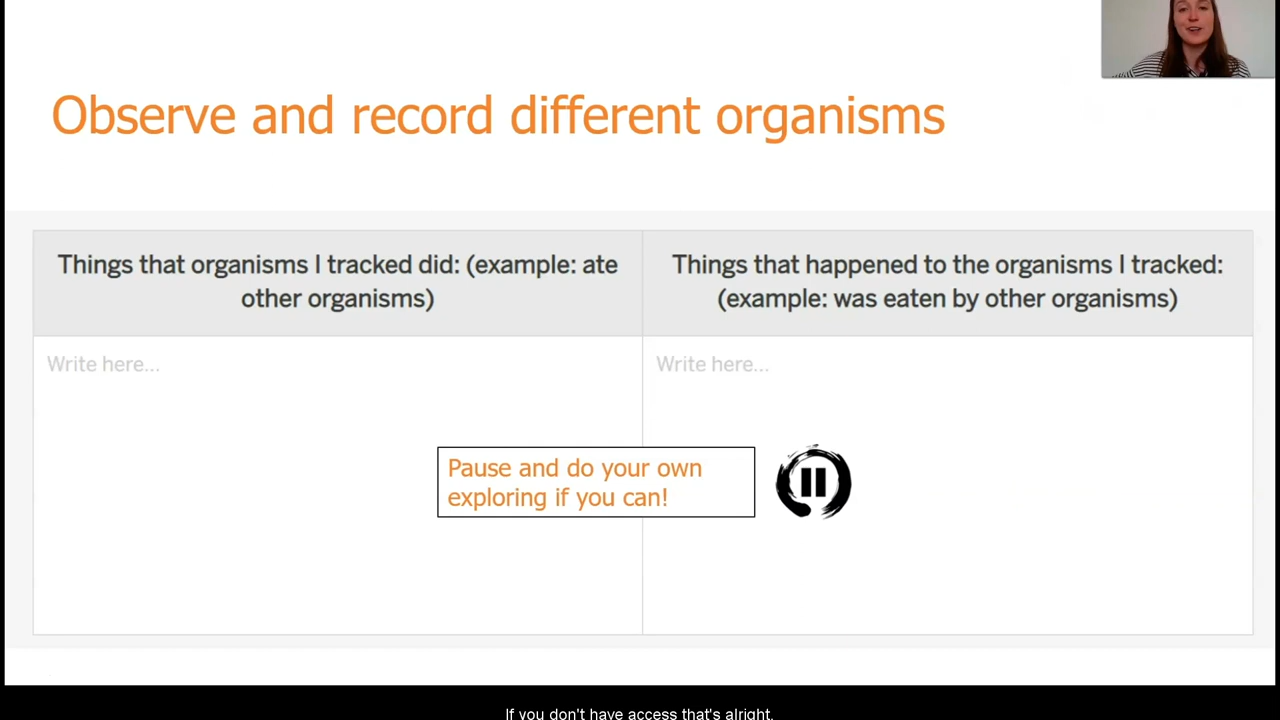 Observe and record different organisms
Things that organisms I tracked did: (example: ate
other organisms)
Things that happened to the organisms I tracked:
(example: was eaten by other organisms)
Write here...
Write here...
Pause and do your own
exploring if you can!
If you don't have access that's alright.